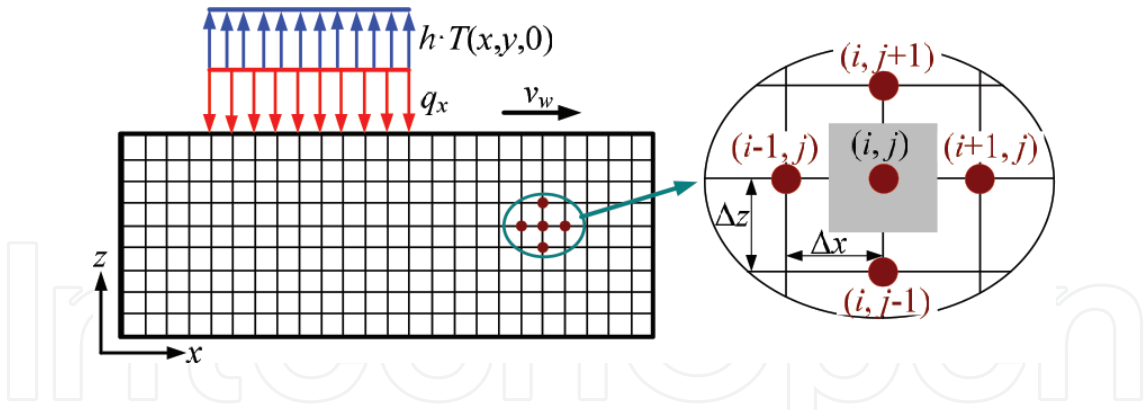 h·T(x,y,0)
q_x
v_w
z
x
(i, j+1)
(i-1, j)
(i, j)
(i+1, j)
Δz
Δx
(i, j-1)
IntechOpen